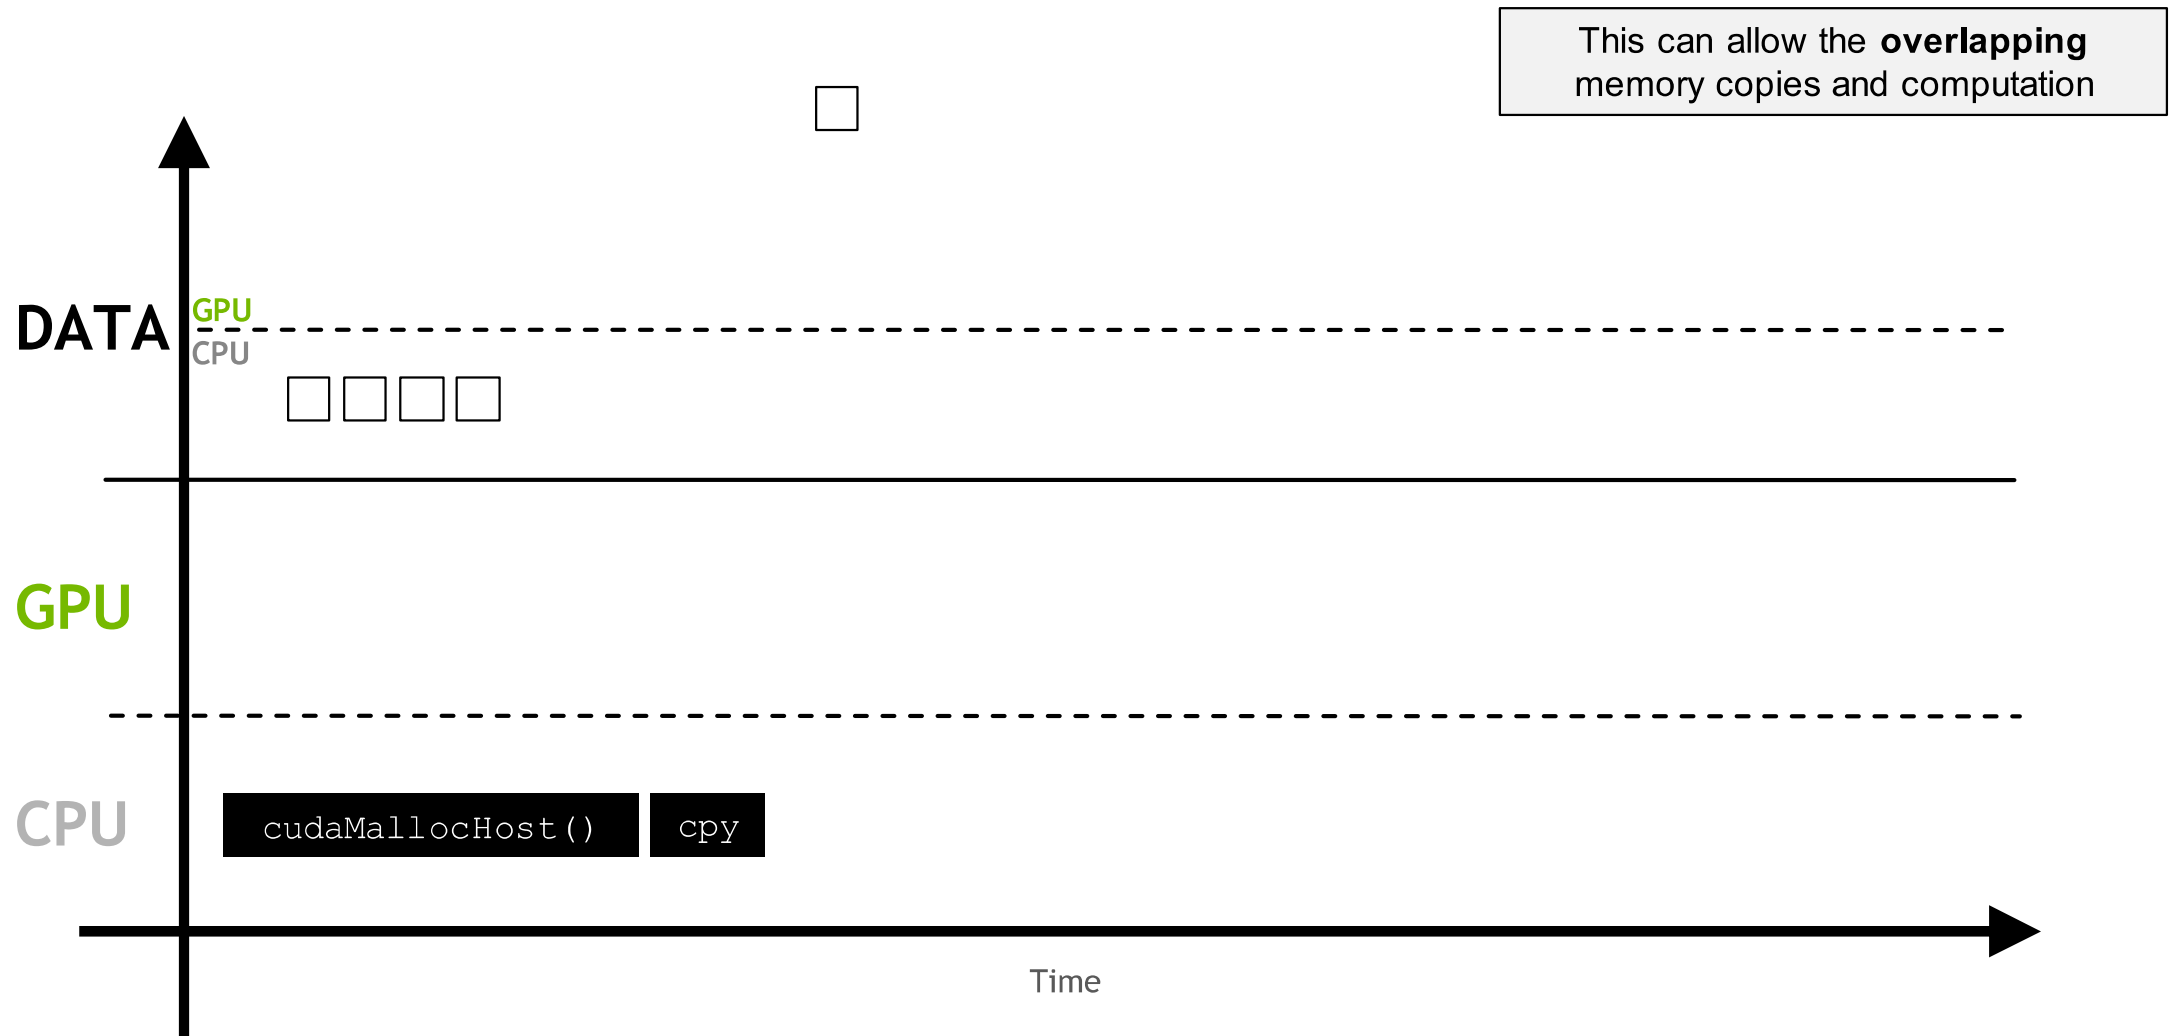 This can allow the overlapping
memory copies and computation
DATA
GPU
CPU
GPU
CPU
cudaMallocHost()
cpy
Time